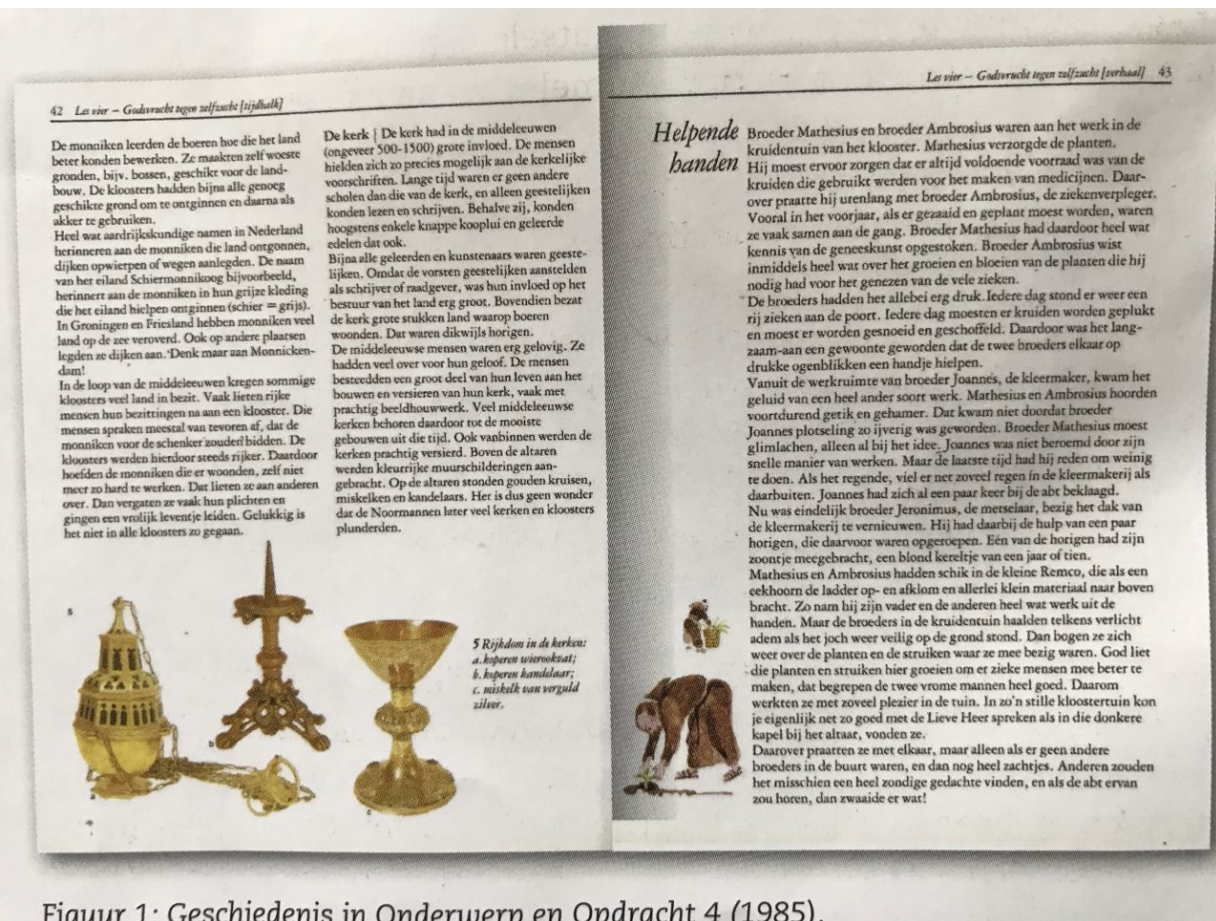 42 Les vier – Godsvrucht tegen zelfzucht [tijdbalk]
De monniken leerden de boeren hoe die het land
beter konden bewerken. Ze maakten zelf woeste
gronden, bijv. bossen, geschikt voor de land-
bouw. De kloosters hadden bijna alle genoeg
geschikte grond om te ontginnen en daarna als
akker te gebruiken.
Heel wat aardrijkskundige namen in Nederland
herinneren aan de monniken die land ontgonnen,
dijken opwierpen of wegen aanlegden. De naam
van het eiland Schiermonnikoog bijvoorbeeld,
herinnert aan de monniken in hun grijze kleding
die het eiland hielpen ontginnen (schier = grijs).
In Groningen en Friesland hebben monniken veel
land op de zee veroverd. Ook op andere plaatsen
legden ze dijken aan. Denk maar aan Monnicken-
dam!
In de loop van de middeleeuwen kregen sommige
kloosters veel land in bezit. Vaak lieten rijke
mensen hun bezittingen na aan een klooster. Die
mensen spraken meestal van tevoren af, dat de
monniken voor de schenker zouden bidden. De
kloosters werden hierdoor steeds rijker. Daardoor
hoefden de monniken die er woonden, zelf niet
meer zo hard te werken. Dat lieten ze aan anderen
over. Dan vergaten ze vaak hun plichten en
gingen een vrolijk leventje leiden. Gelukkig is
het niet in alle kloosters zo gegaan.
De kerk | De kerk had in de middeleeuwen
(ongeveer 500-1500) grote invloed. De mensen
hielden zich zo precies mogelijk aan de kerkelijke
voorschriften. Lange tijd waren er geen andere
scholen dan die van de kerk, en alleen geestelijken
konden lezen en schrijven. Behalve zij, konden
hoogstens enkele knappe kooplui en geleerde
edelen dat ook.
Bijna alle geleerden en kunstenaars waren geeste-
lijken. Omdat de vorsten geestelijken aanstelden
als schrijver of raadgever, was hun invloed op het
bestuur van het land erg groot. Bovendien bezat
de kerk grote stukken land waarop boeren
woonden. Dat waren dikwijls horigen.
De middeleeuwse mensen waren erg gelovig. Ze
hadden veel over voor hun geloof. De mensen
besteedden een groot deel van hun leven aan het
bouwen en versieren van hun kerk, vaak met
prachtig beeldhouwwerk. Veel middeleeuwse
kerken behoren daardoor tot de mooiste
gebouwen uit die tijd. Ook vanbinnen werden de
kerken prachtig versierd. Boven de altaren
werden kleurrijke muurschilderingen aan-
gebracht. Op de altaren stonden gouden kruisen,
miskelken en kandelaars. Het is dus geen wonder
dat de Noormannen later veel kerken en kloosters
plunderden.
5
b
a
c
5 Rijkdom in de kerken:
a. koperen wierookvat;
b. koperen kandelaar;
c. miskelk van verguld
zilver.
Les vier – Godsvrucht tegen zelfzucht [verhaal] 43
Helpende
handen
Broeder Mathesius en broeder Ambrosius waren aan het werk in de
kruidentuin van het klooster. Mathesius verzorgde de planten.
Hij moest ervoor zorgen dat er altijd voldoende voorraad was van de
kruiden die gebruikt werden voor het maken van medicijnen. Daar-
over praatte hij urenlang met broeder Ambrosius, de ziekenverpleger.
Vooral in het voorjaar, als er gezaaid en geplant moest worden, waren
ze vaak samen aan de gang. Broeder Mathesius had daardoor heel wat
kennis van de geneeskunst opgestoken. Broeder Ambrosius wist
inmiddels heel wat over het groeien en bloeien van de planten die hij
nodig had voor het genezen van de vele zieken.
De broeders hadden het allebei erg druk. Iedere dag stond er weer een
rij zieken aan de poort. Iedere dag moesten er kruiden worden geplukt
en moest er worden gesnoeid en geschoffeld. Daardoor was het lang-
zaam-aan een gewoonte geworden dat de twee broeders elkaar op
drukke ogenblikken een handje hielpen.
Vanuit de werkruimte van broeder Joannes, de kleermaker, kwam het
geluid van een heel ander soort werk. Mathesius en Ambrosius hoorden
voortdurend getik en gehamer. Dat kwam niet doordat broeder
Joannes plotseling zo ijverig was geworden. Broeder Mathesius moest
glimlachen, alleen al bij het idee. Joannes was niet beroemd door zijn
snelle manier van werken. Maar de laatste tijd had hij reden om weinig
te doen. Als het regende, viel er net zoveel regen in de kleermakerij als
daarbuiten. Joannes had zich al een paar keer bij de abt beklaagd.
Nu was eindelijk broeder Jeronimus, de metselaar, bezig het dak van
de kleermakerij te vernieuwen. Hij had daarbij de hulp van een paar
horigen, die daarvoor waren opgeroepen. Eén van de horigen had zijn
zoontje meegebracht, een blond kereltje van een jaar of tien.
Mathesius en Ambrosius hadden schik in de kleine Remco, die als een
eekhoorn de ladder op- en afklom en allerlei klein materiaal naar boven
bracht. Zo nam hij zijn vader en de anderen heel wat werk uit de
handen. Maar de broeders in de kruidentuin haalden telkens verlicht
adem als het joch weer veilig op de grond stond. Dan bogen ze zich
weer over de planten en de struiken waar ze mee bezig waren. God liet
die planten en struiken hier groeien om er zieke mensen mee beter te
maken, dat begrepen de twee vrome mannen heel goed. Daarom
werkten ze met zoveel plezier in de tuin. In zo'n stille kloostertuin kon
je eigenlijk net zo goed met de Lieve Heer spreken als in die donkere
kapel bij het altaar, vonden ze.
Daarover praatten ze met elkaar, maar alleen als er geen andere
broeders in de buurt waren, en dan nog heel zachtjes. Anderen zouden
het misschien een heel zondige gedachte vinden, en als de abt ervan
zou horen, dan zwaaide er wat!
Figuur 1: Geschiedenis in Onderwerp en Opdracht 4 (1985).